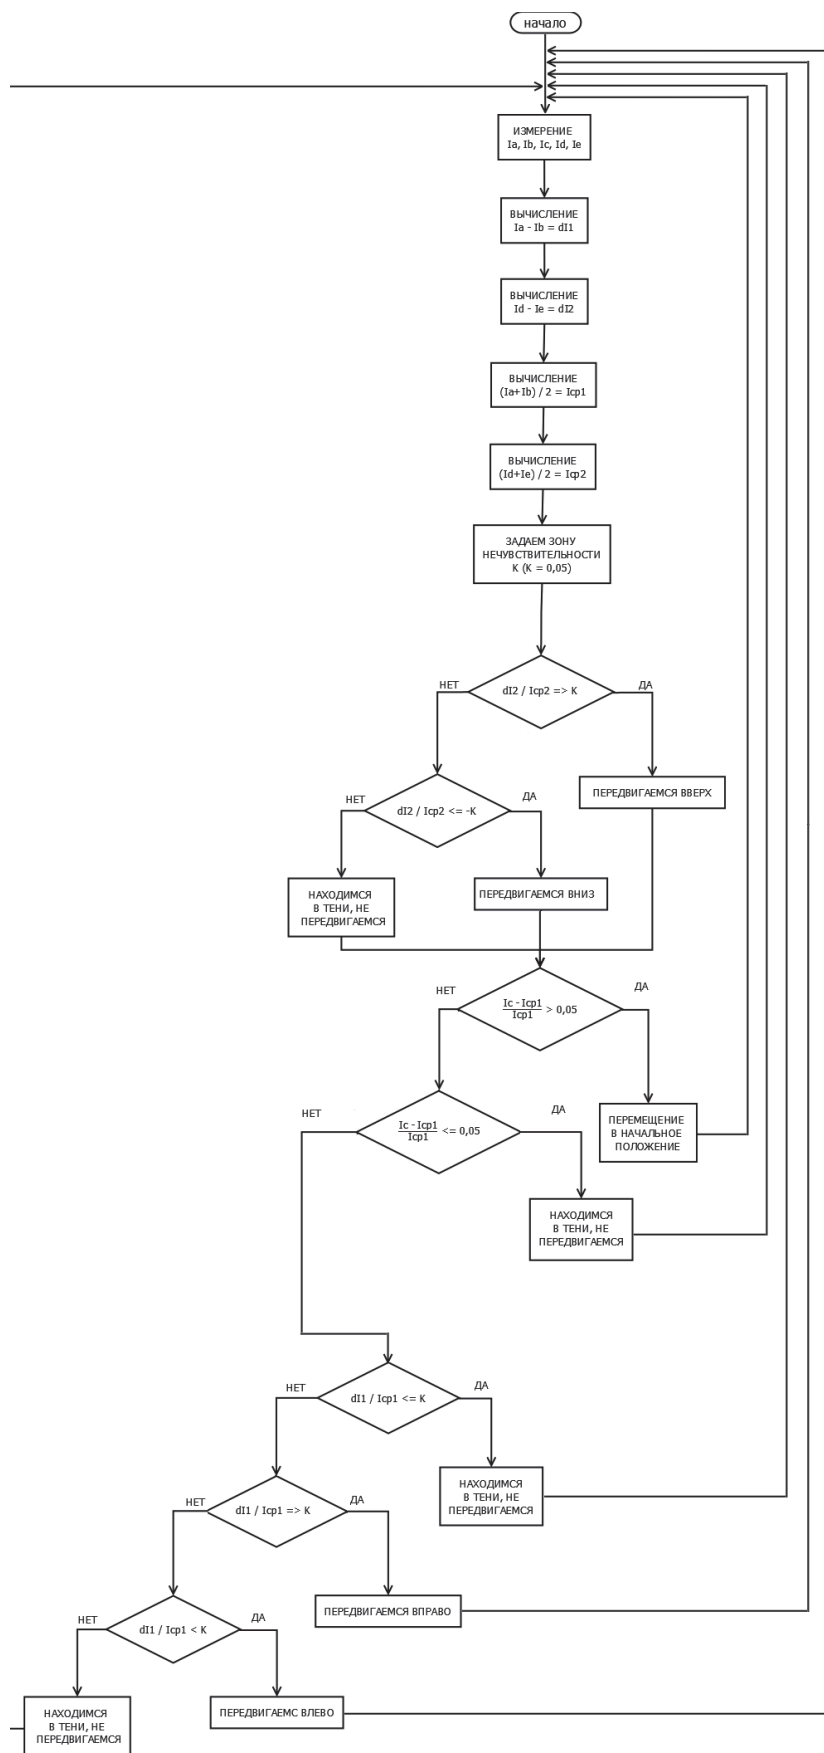 начало
ИЗМЕРЕНИЕ
Ia, Ib, Ic, Id, Ie
ВЫЧИСЛЕНИЕ
Ia - Ib = dI1
ВЫЧИСЛЕНИЕ
Id - Ie = dI2
ВЫЧИСЛЕНИЕ
(Ia+Ib) / 2 = Icp1
ВЫЧИСЛЕНИЕ
(Id+Ie) / 2 = Icp2
ЗАДАЕМ ЗОНУ
НЕЧУВСТВИТЕЛЬНОСТИ
K (K = 0,05)
НЕТ
dI2 / Icp2 => K
ДА
НЕТ
dI2 / Icp2 <= -K
ДА
ПЕРЕДВИГАЕМСЯ ВВЕРХ
НАХОДИМСЯ
В ТЕНИ, НЕ
ПЕРЕДВИГАЕМСЯ
ПЕРЕДВИГАЕМСЯ ВНИЗ
НЕТ
Ic - Icp1
Icp1
> 0,05
ДА
НЕТ
Ic - Icp1
Icp1
<= 0,05
ДА
ПЕРЕМЕЩЕНИЕ
В НАЧАЛЬНОЕ
ПОЛОЖЕНИЕ
НАХОДИМСЯ
В ТЕНИ, НЕ
ПЕРЕДВИГАЕМСЯ
НЕТ
dI1 / Icp1 <= K
ДА
НАХОДИМСЯ
В ТЕНИ, НЕ
ПЕРЕДВИГАЕМСЯ
НЕТ
dI1 / Icp1 => K
ДА
ПЕРЕДВИГАЕМСЯ ВПРАВО
НЕТ
dI1 / Icp1 < K
ДА
НАХОДИМСЯ
В ТЕНИ, НЕ
ПЕРЕДВИГАЕМСЯ
ПЕРЕДВИГАЕМС ВЛЕВО